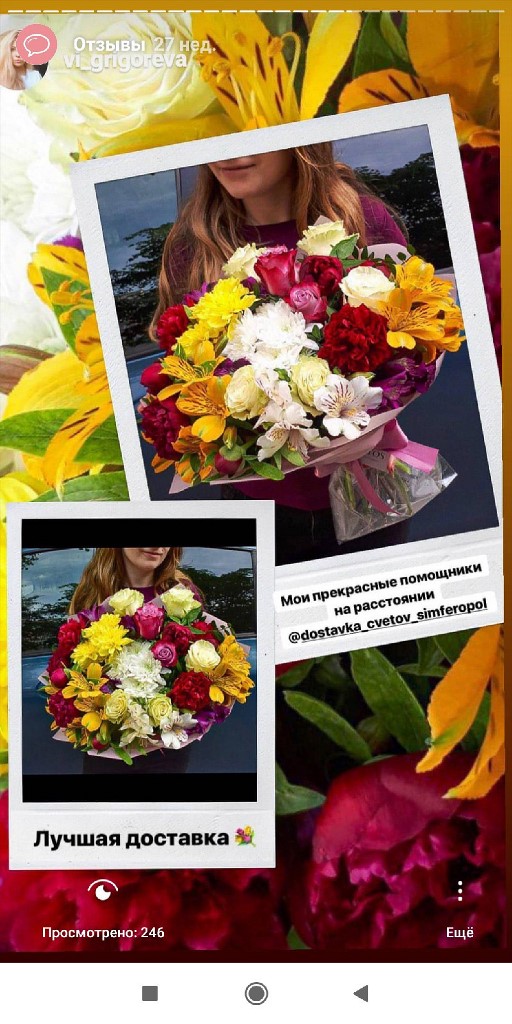 Отзывы 27 нед.
vi_grigoreva
Мои прекрасные помощники
на расстоянии
@dostavka_cvetov_simferopol
Лучшая доставка 💐
Просмотрено: 246
Ещё